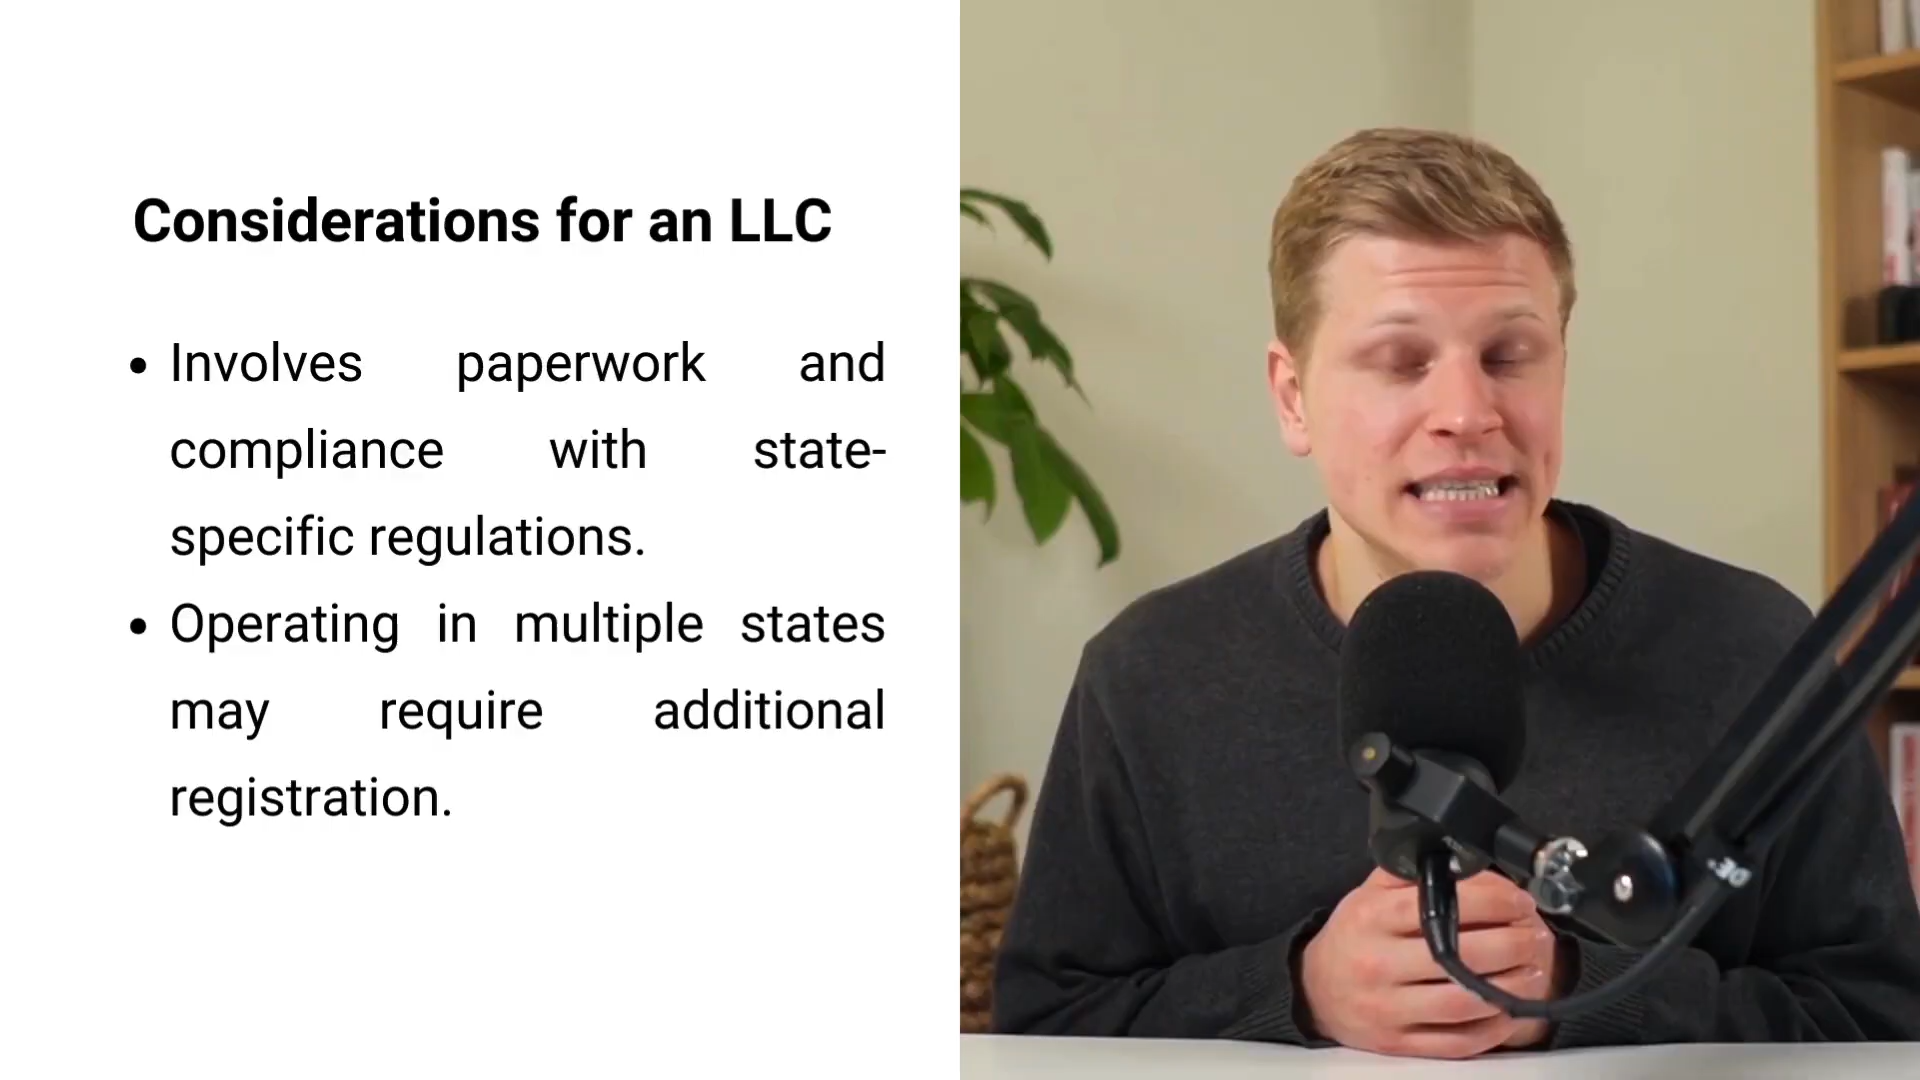 Considerations for an LLC
• Involves paperwork and
compliance with state-
specific regulations.
• Operating in multiple states
may require additional
registration.